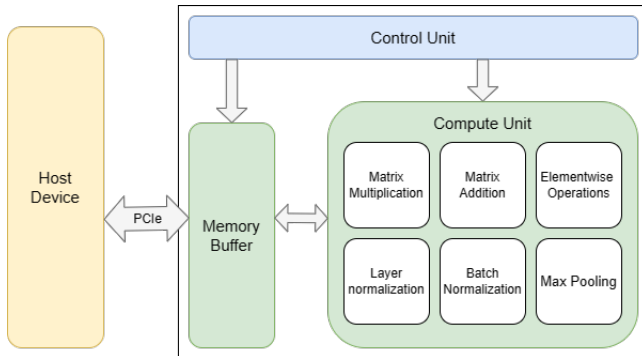 Control Unit
Host
Device
PCIe
Memory
Buffer
Compute Unit
Matrix
Multiplication
Matrix
Addition
Elementwise
Operations
Layer
normalization
Batch
Normalization
Max Pooling